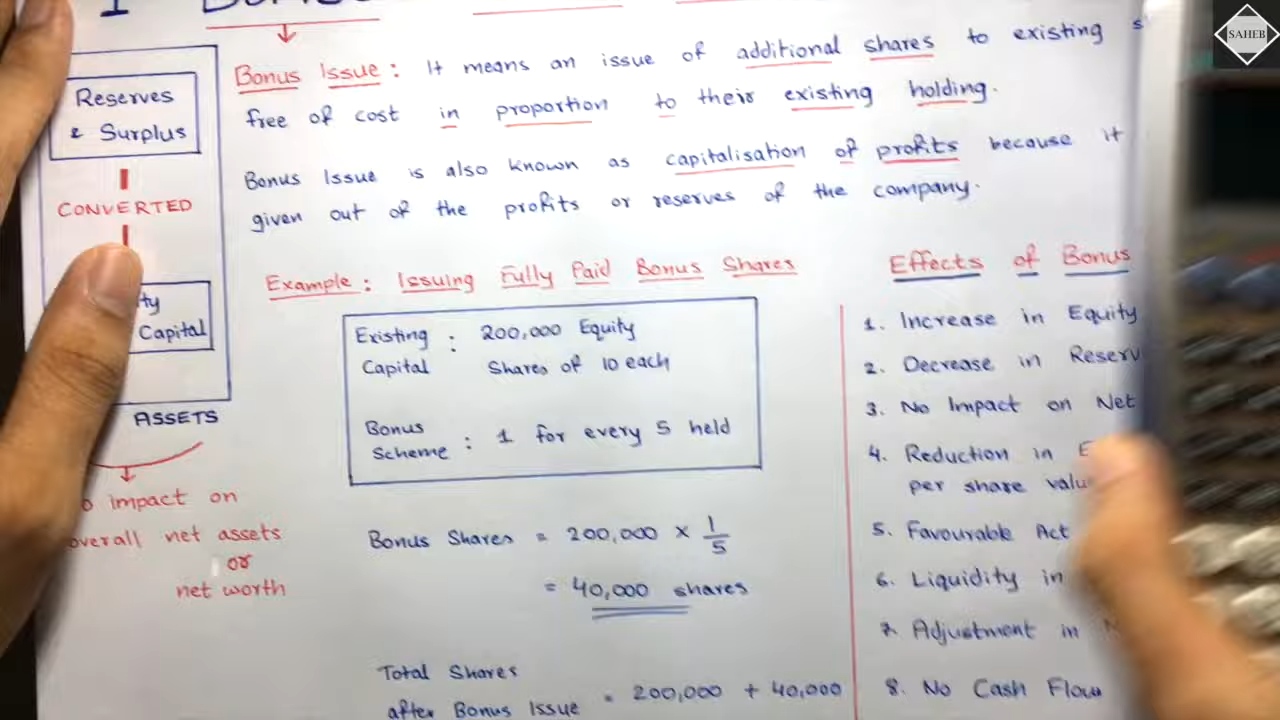 Bonus Issue : It means an issue of additional shares to existing
free of cost in proportion to their existing holding.
Bonus Issue is also known as capitalisation of profits because it
given out of the profits or reserves of the company.
Reserves
& Surplus
CONVERTED
Capital
ASSETS
impact on
overall net assets
or
net worth
Example : Issuing Fully Paid Bonus Shares
Existing : 200,000 Equity
Capital Shares of 10 each
Bonus
Scheme : 1 for every 5 held
Bonus Shares = 200,000 × 1/5
= 40,000 shares
Total Shares
after Bonus Issue = 200,000 + 40,000
Effects of Bonus
1. Increase in Equity
2. Decrease in
3. No Impact on Net
4. Reduction in
per share
5. Favourable
6. Liquidity in
7. Adjustment in
8. No Cash Flow
SAHEB